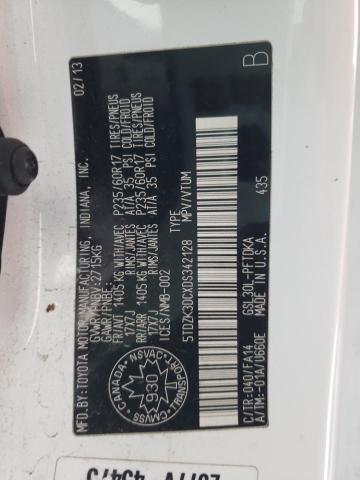 MFD. BY: TOYOTA MOTOR MANUFACTURING, INDIANA, INC. 02/13
GVWR/PNBV: 2715KG
GAWR/PNBE:
FR/AVT 1405 KG WITH/AVEC P235/60R17 TIRES/PNEUS
17X7J RIMS/JANTES AT/A 35 PSI COLD/FROID
RR/ARR 1405 KG WITH/AVEC P235/60R17 TIRES/PNEUS
17X7J RIMS/JANTES AT/A 35 PSI COLD/FROID
ICES/NMB-002
5TDZK3DCXDS342128
TYPE
MPV/VTUM
CANADA
NSVAC
930
CMVSS
TRANSPORT
GSL30L-PFTDKA 435
C/TR: 040/FA14
A/TM: -01A/U660E
B